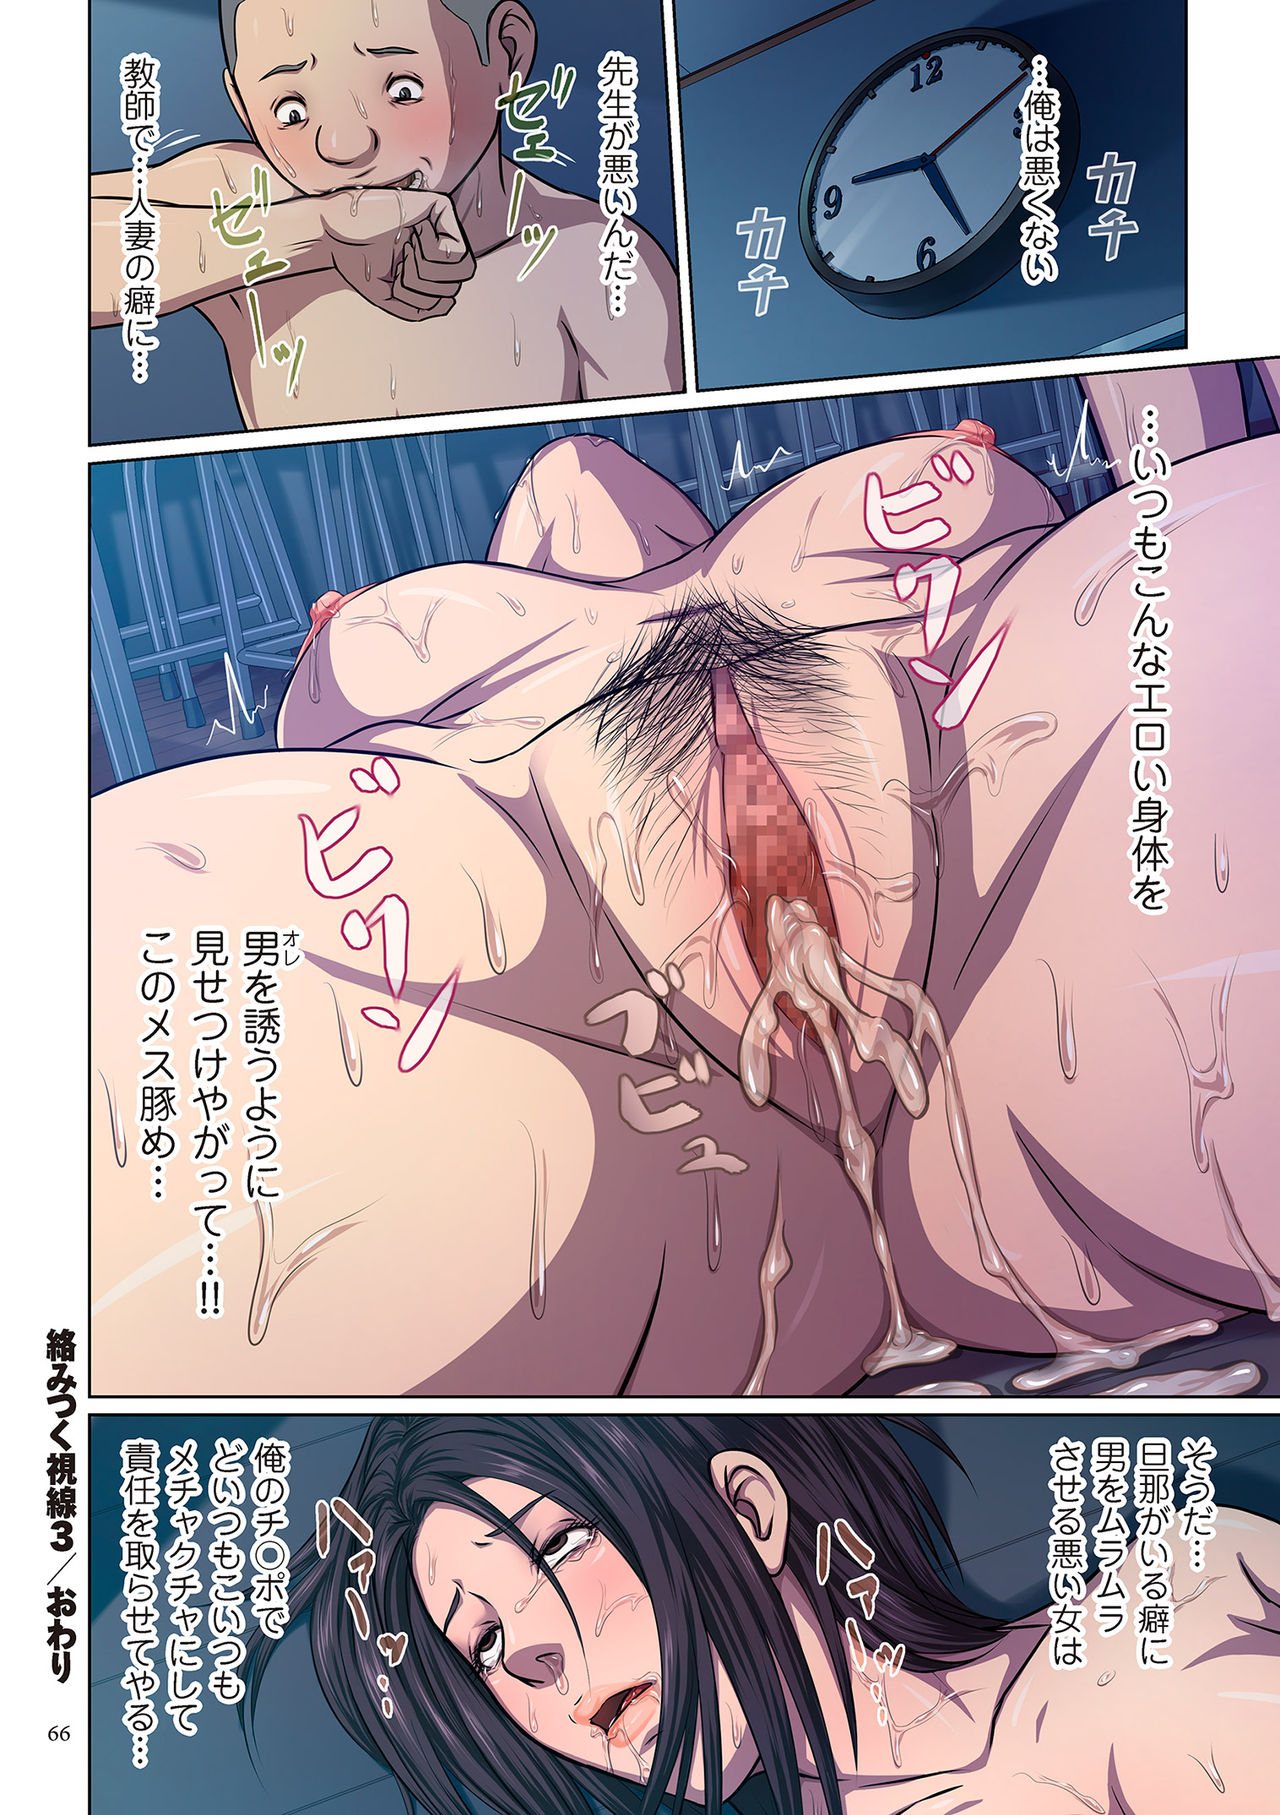 …俺は悪くない
12
9
6
カチ
カチ
先生が悪いんだ…
ゼェーッ
教師で…人妻の癖に…
ゼェーッ
…いつもこんなエロい身体を
ビクン
ビクン
ブビュ
男を誘うように
オレ
見せつけやがって…!!
このメス豚め…
そうだ…
旦那がいる癖に
男をムラムラ
させる悪い女は
ハァ…
ハァ…
俺のチ〇ポで
どいつもこいつも
メチャクチャにして
責任を取らせてやる…
絡みつく視線3／おわり
66